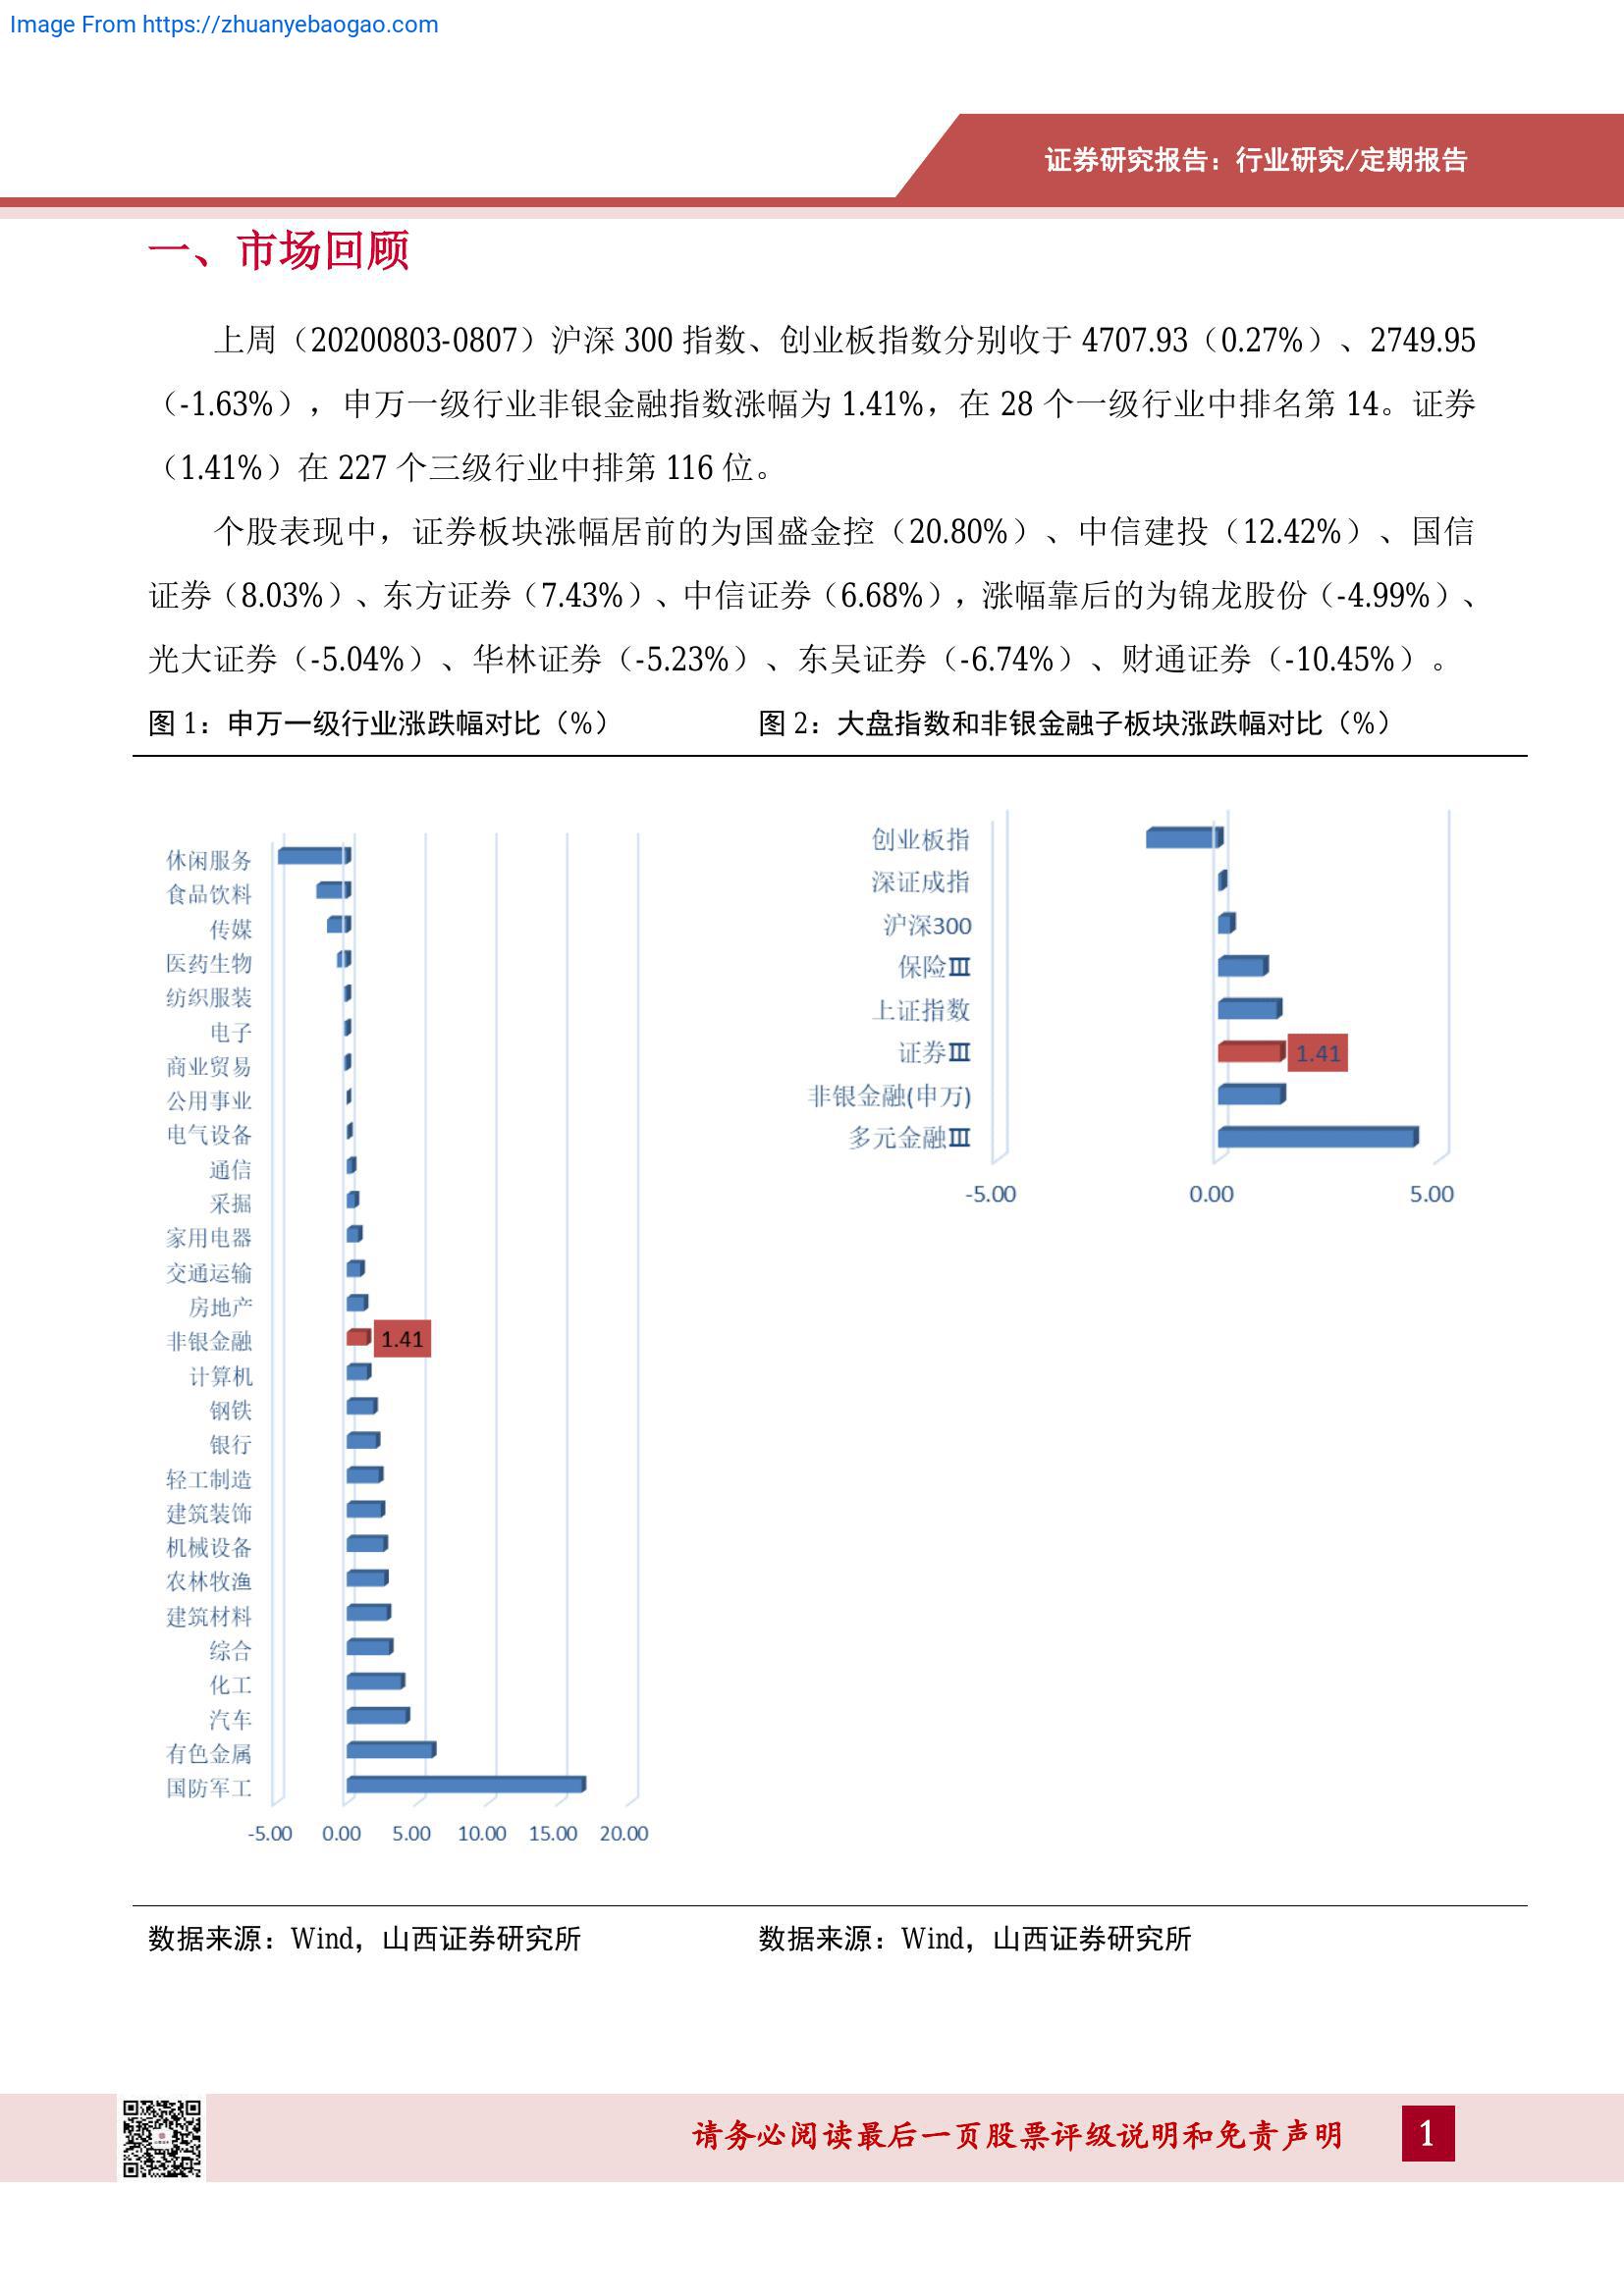 Image From https://zhuanyebaogao.com
证券研究报告：行业研究/定期报告
一、市场回顾
上周（20200803-0807）沪深 300 指数、创业板指数分别收于 4707.93（0.27%）、2749.95
（-1.63%），申万一级行业非银金融指数涨幅为 1.41%，在 28 个一级行业中排名第 14。证券
（1.41%）在 227 个三级行业中排第 116 位。
个股表现中，证券板块涨幅居前的为国盛金控（20.80%）、中信建投（12.42%）、国信
证券（8.03%）、东方证券（7.43%）、中信证券（6.68%），涨幅靠后的为锦龙股份（-4.99%）、
光大证券（-5.04%）、华林证券（-5.23%）、东吴证券（-6.74%）、财通证券（-10.45%）。
图 1：申万一级行业涨跌幅对比（%）
休闲服务
食品饮料
传媒
医药生物
纺织服装
电子
商业贸易
公用事业
电气设备
通信
采掘
家用电器
交通运输
房地产
非银金融 1.41
计算机
钢铁
银行
轻工制造
建筑装饰
机械设备
农林牧渔
建筑材料
综合
化工
汽车
有色金属
国防军工
-5.00 0.00 5.00 10.00 15.00 20.00
数据来源：Wind，山西证券研究所
图 2：大盘指数和非银金融子板块涨跌幅对比（%）
创业板指
深证成指
沪深300
保险Ⅲ
上证指数
证券Ⅲ 1.41
非银金融(申万)
多元金融Ⅲ
-5.00 0.00 5.00
数据来源：Wind，山西证券研究所
请务必阅读最后一页股票评级说明和免责声明
1